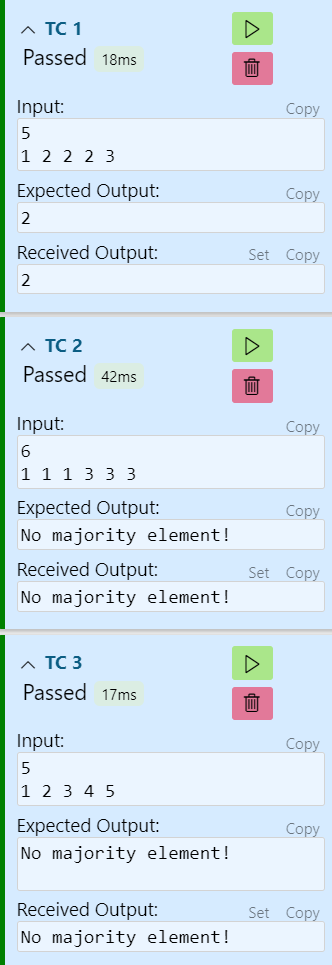 TC 1
Passed 18ms
Input: Copy
5
1 2 2 2 3
Expected Output: Copy
2
Received Output: Set Copy
2
TC 2
Passed 42ms
Input: Copy
6
1 1 1 3 3 3
Expected Output: Copy
No majority element!
Received Output: Set Copy
No majority element!
TC 3
Passed 17ms
Input: Copy
5
1 2 3 4 5
Expected Output: Copy
No majority element!
Received Output: Set Copy
No majority element!